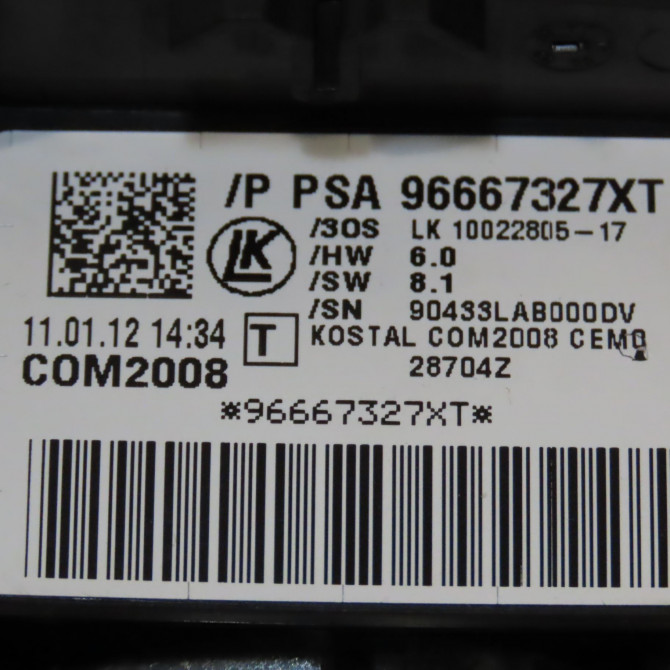 /P PSA 96667327XT
LK
/30S LK 10022805-17
/HW 6.0
/SW 8.1
/SN 90433LAB000DV
11.01.12 14:34 T KOSTAL COM2008 CEM0
COM2008 28704Z
*96667327XT*